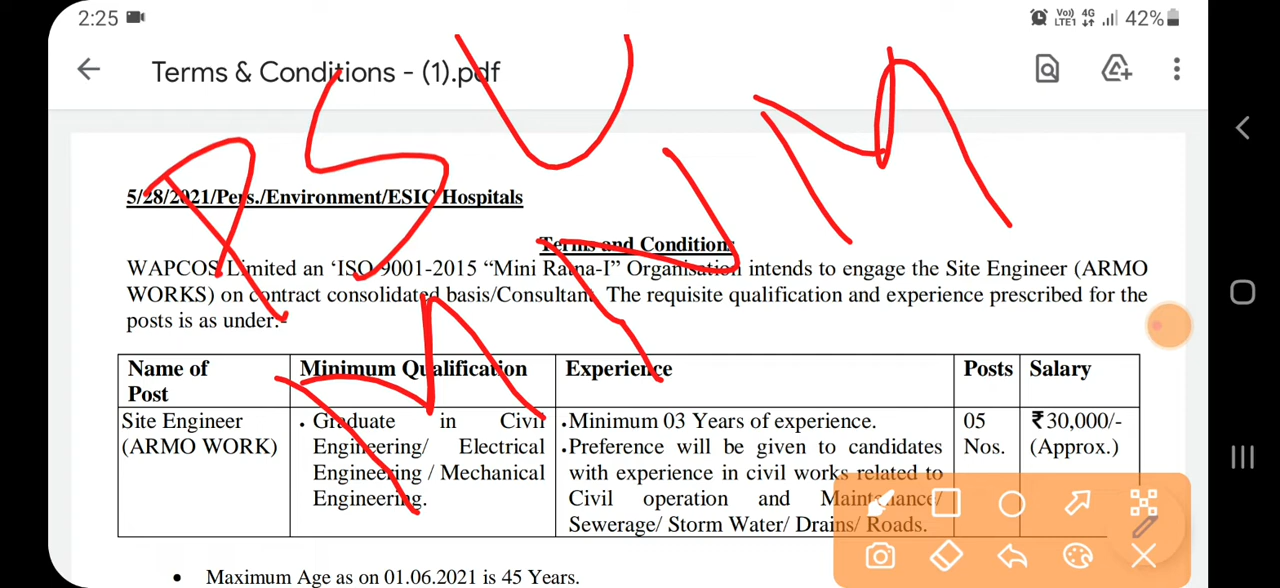 2:25 Vo)) LTE1 4G 42%
Terms & Conditions - (1).pdf
PSU
5/28/2021/Pers./Environment/ESIC Hospitals
Terms and Conditions
WAPCOS Limited an ‘ISO 9001-2015 “Mini Ratna-I” Organisation intends to engage the Site Engineer (ARMO
WORKS) on contract consolidated basis/Consultant. The requisite qualification and experience prescribed for the
posts is as under:-
Name of Post Minimum Qualification Experience Posts Salary
Site Engineer (ARMO WORK)
• Graduate in Civil
Engineering/ Electrical
Engineering / Mechanical
Engineering.
• Minimum 03 Years of experience.
• Preference will be given to candidates
with experience in civil works related to
Civil operation and Maintenance/
Sewerage/ Storm Water/ Drains/ Roads.
05 Nos.
₹30,000/-
(Approx.)
• Maximum Age as on 01.06.2021 is 45 Years.